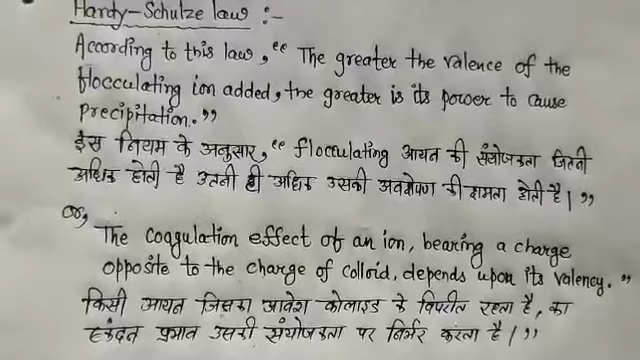 Hardy-Schulze law :-
According to this law, “ The greater the valence of the
flocculating ion added, the greater is its power to cause
Precipitation.”
इस नियम के अनुसार, “ flocculating आयन की संयोजकता जितनी
अधिक होती है उतनी ही अधिक उसकी अवक्षेपण की क्षमता होती है।”
or,
The coagulation effect of an ion, bearing a charge
opposite to the charge of colloid, depends upon its valency.”
किसी आयन जिसका आवेश कोलाइड के विपरीत रहता है, का
स्कंदन प्रभाव उसकी संयोजकता पर निर्भर करता है।”